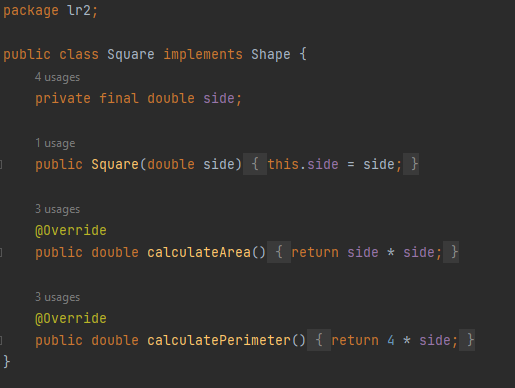 package lr2;
public class Square implements Shape {
4 usages
private final double side;
1 usage
public Square(double side) { this.side = side; }
3 usages
@Override
public double calculateArea() { return side * side; }
3 usages
@Override
public double calculatePerimeter() { return 4 * side; }
}